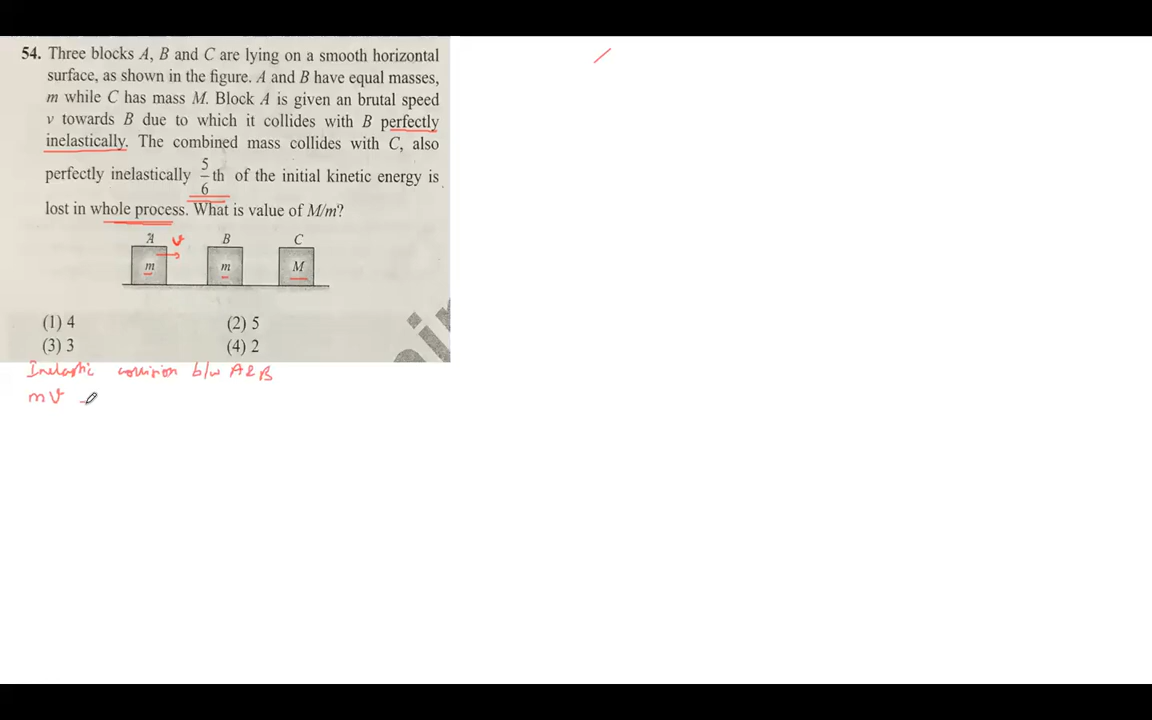 54. Three blocks A, B and C are lying on a smooth horizontal
surface, as shown in the figure. A and B have equal masses,
m while C has mass M. Block A is given an brutal speed
v towards B due to which it collides with B perfectly
inelastically. The combined mass collides with C, also
perfectly inelastically 5/6 th of the initial kinetic energy is
lost in whole process. What is value of M/m?
A v B C
m m M
(1) 4 (2) 5
(3) 3 (4) 2
Inelastic collision b/w A & B
mv